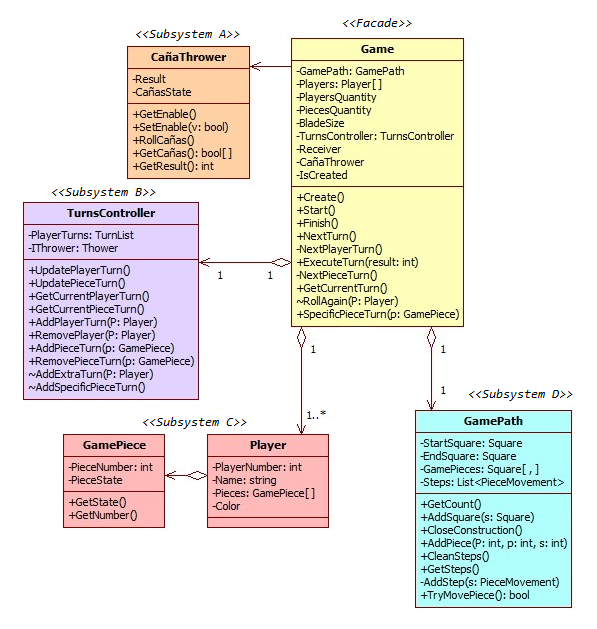 <<Subsystem A>>
CañaThrower
-Result
-CañasState
+GetEnable()
+SetEnable(v: bool)
+RollCañas()
+GetCañas(): bool[ ]
+GetResult(): int
<<Facade>>
Game
-GamePath: GamePath
-Players: Player[ ]
-PlayersQuantity
-PiecesQuantity
-BladeSize
-TurnsController: TurnsController
-Receiver
-CañaThrower
-IsCreated
+Create()
+Start()
+Finish()
+NextTurn()
-NextPlayerTurn()
+ExecuteTurn(result: int)
-NextPieceTurn()
+GetCurrentTurn()
~RollAgain(P: Player)
+SpecificPieceTurn(p: GamePiece)
<<Subsystem B>>
TurnsController
-PlayerTurns: TurnList
-IThrower: Thower
+UpdatePlayerTurn()
+UpdatePieceTurn()
+GetCurrentPlayerTurn()
+GetCurrentPieceTurn()
+AddPlayerTurn(P: Player)
+RemovePlayer(P: Player)
+AddPieceTurn(p: GamePiece)
+RemovePieceTurn(p: GamePiece)
~AddExtraTurn(P: Player)
~AddSpecificPieceTurn()
1
1
1
1..*
1
1
<<Subsystem C>>
GamePiece
-PieceNumber: int
-PieceState
+GetState()
+GetNumber()
Player
-PlayerNumber: int
-Name: string
-Pieces: GamePiece[ ]
-Color
<<Subsystem D>>
GamePath
-StartSquare: Square
-EndSquare: Square
-GamePieces: Square[ , ]
-Steps: List<PieceMovement>
+GetCount()
+AddSquare(s: Square)
+CloseConstruction()
+AddPiece(P: int, p: int, s: int)
+CleanSteps()
+GetSteps()
-AddStep(s: PieceMovement)
+TryMovePiece(): bool